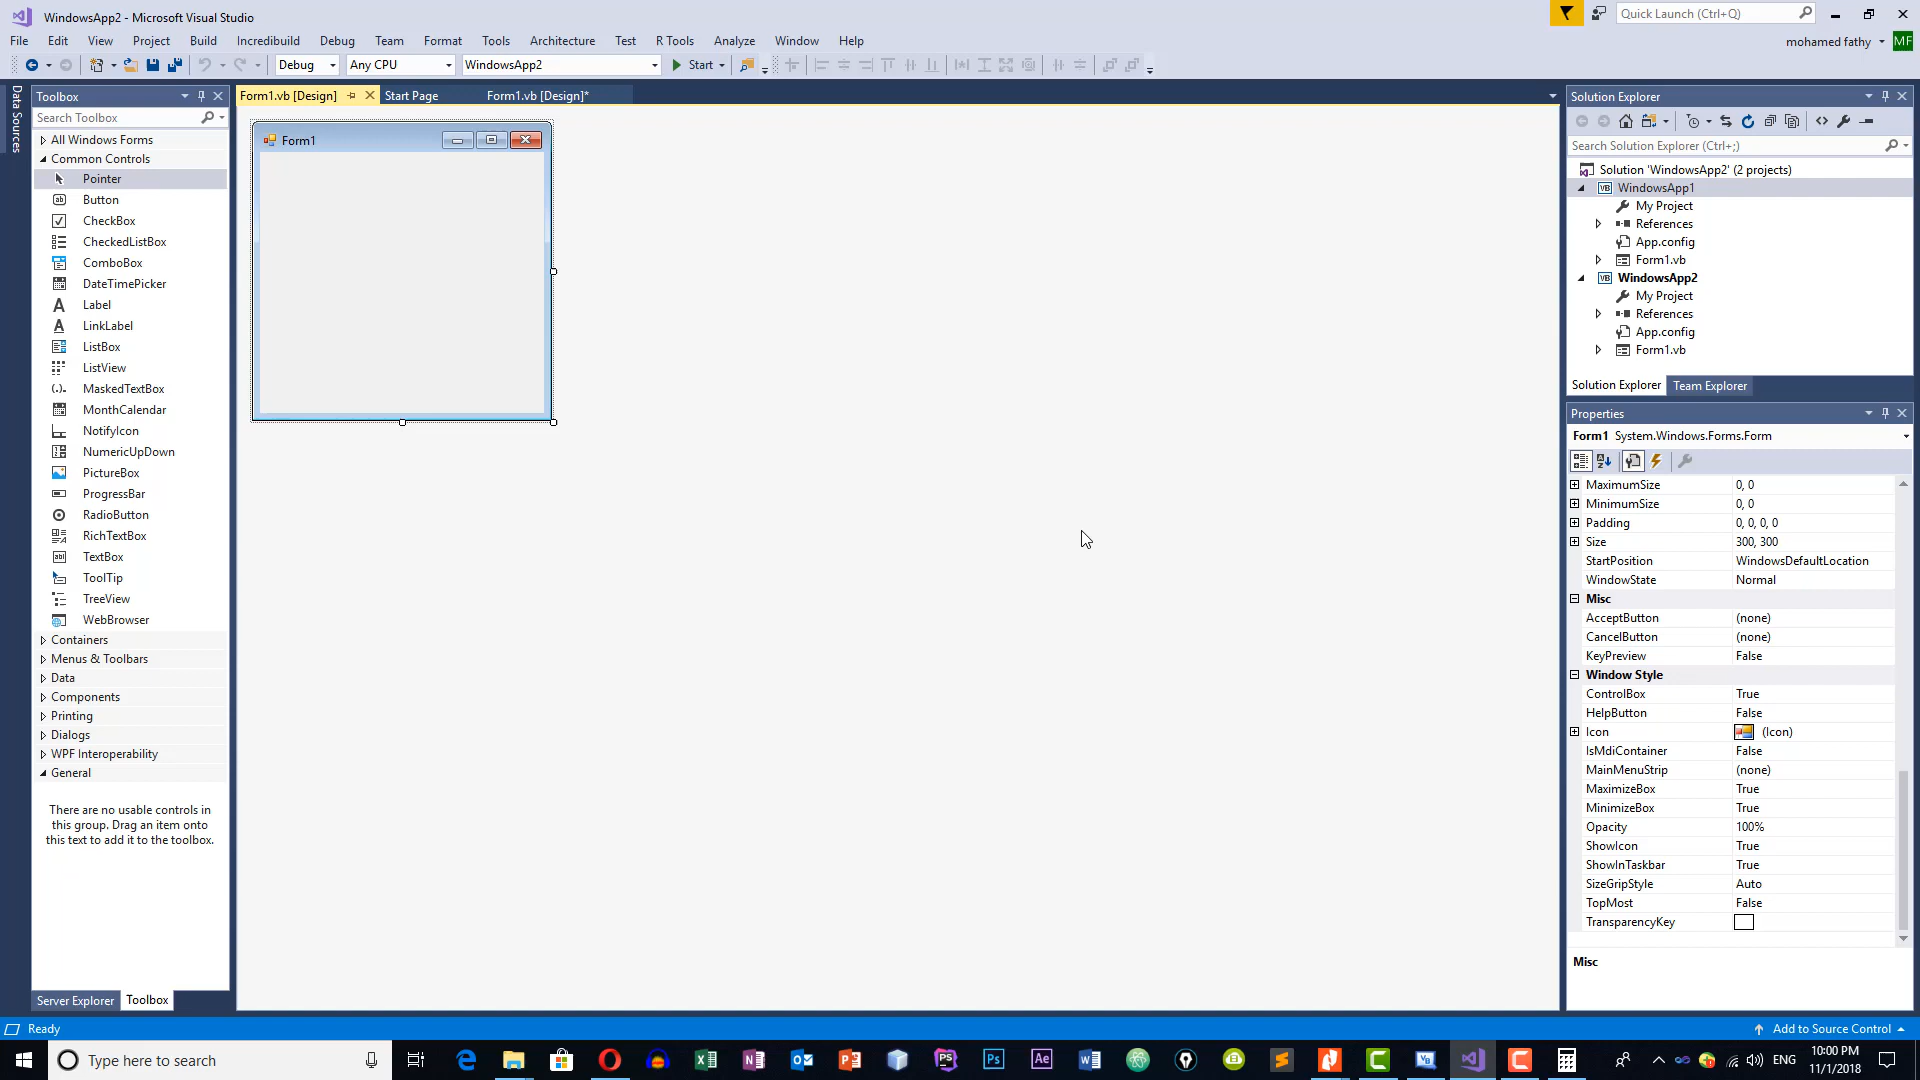 WindowsApp2 - Microsoft Visual Studio
Quick Launch (Ctrl+Q)
File Edit View Project Build Incredibuild Debug Team Format Tools Architecture Test R Tools Analyze Window Help
mohamed fathy MF
Debug Any CPU WindowsApp2 Start
Data Sources
Toolbox
Search Toolbox
All Windows Forms
Common Controls
Pointer
Button
CheckBox
CheckedListBox
ComboBox
DateTimePicker
Label
LinkLabel
ListBox
ListView
MaskedTextBox
MonthCalendar
NotifyIcon
NumericUpDown
PictureBox
ProgressBar
RadioButton
RichTextBox
TextBox
ToolTip
TreeView
WebBrowser
Containers
Menus & Toolbars
Data
Components
Printing
Dialogs
WPF Interoperability
General
There are no usable controls in
this group. Drag an item onto
this text to add it to the toolbox.
Server Explorer Toolbox
Form1.vb [Design] Start Page Form1.vb [Design]*
Form1
Solution Explorer
Search Solution Explorer (Ctrl+;)
Solution 'WindowsApp2' (2 projects)
WindowsApp1
My Project
References
App.config
Form1.vb
WindowsApp2
My Project
References
App.config
Form1.vb
Solution Explorer Team Explorer
Properties
Form1 System.Windows.Forms.Form
MaximumSize 0, 0
MinimumSize 0, 0
Padding 0, 0, 0, 0
Size 300, 300
StartPosition WindowsDefaultLocation
WindowState Normal
Misc
AcceptButton (none)
CancelButton (none)
KeyPreview False
Window Style
ControlBox True
HelpButton False
Icon (Icon)
IsMdiContainer False
MainMenuStrip (none)
MaximizeBox True
MinimizeBox True
Opacity 100%
ShowIcon True
ShowInTaskbar True
SizeGripStyle Auto
TopMost False
TransparencyKey
Misc
Ready
Add to Source Control
Type here to search
ENG
10:00 PM
11/1/2018